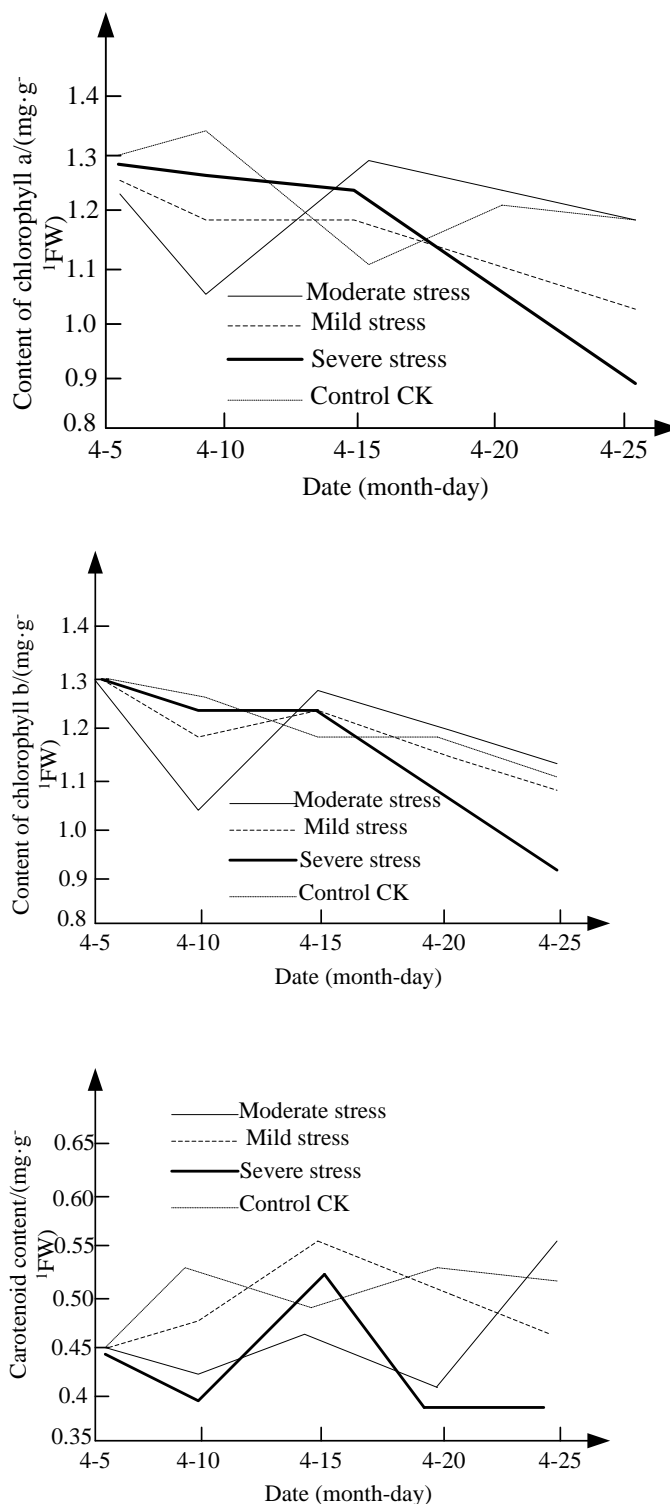 Content of chlorophyll a/(mg·g-
1FW)
1.4
1.3
1.2
1.1
1.0
0.9
0.8
Moderate stress
Mild stress
Severe stress
Control CK
4-5 4-10 4-15 4-20 4-25
Date (month-day)
Content of chlorophyll b/(mg·g-
1FW)
1.4
1.3
1.2
1.1
1.0
0.9
0.8
Moderate stress
Mild stress
Severe stress
Control CK
4-5 4-10 4-15 4-20 4-25
Date (month-day)
Carotenoid content/(mg·g-
1FW)
0.65
0.60
0.55
0.50
0.45
0.4
0.35
Moderate stress
Mild stress
Severe stress
Control CK
4-5 4-10 4-15 4-20 4-25
Date (month-day)